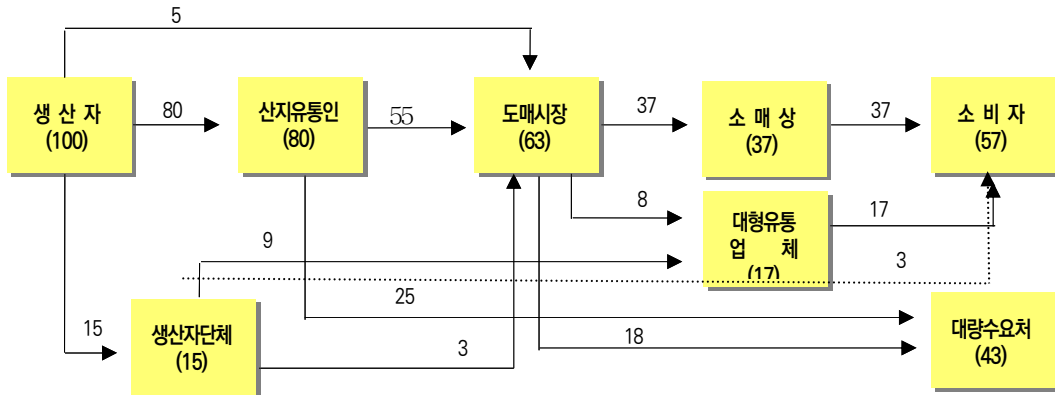 5
생 산 자
(100)
80
산지유통인
(80)
55
도매시장
(63)
37
소 매 상
(37)
37
소 비 자
(57)
8
대형유통
업 체
(17)
17
9
3
25
15
생산자단체
(15)
3
18
대량수요처
(43)